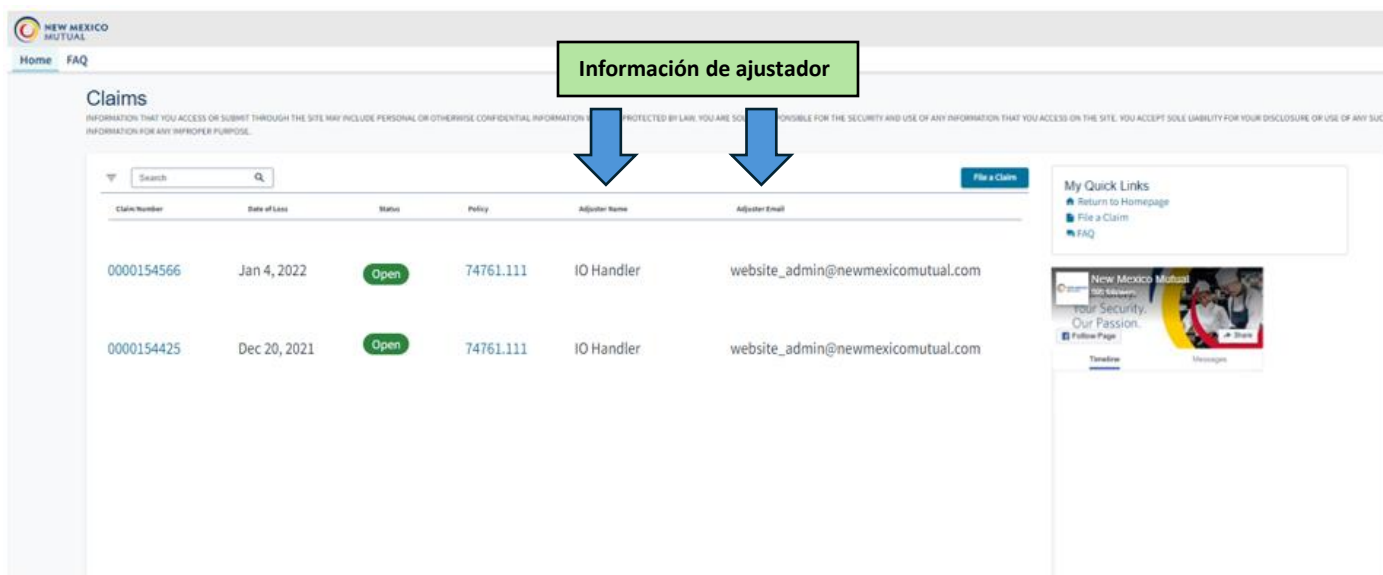 NEW MEXICO
MUTUAL
Home FAQ
Información de ajustador
Claims
INFORMATION THAT YOU ACCESS OR SUBMIT THROUGH THE SITE MAY INCLUDE PERSONAL OR OTHERWISE CONFIDENTIAL INFORMATION PROTECTED BY LAW. YOU ARE FOR THE SECURITY AND USE OF ANY INFORMATION THAT YOU ACCESS ON THE SITE. YOU ACCEPT SOLE LIABILITY FOR YOUR DISCLOSURE OR USE OF ANY
INFORMATION FOR ANY IMPROPER PURPOSE.
Search File a Claim
Claim Number Date of Loss Status Policy Adjuster Name Adjuster Email
0000154566 Jan 4, 2022 Open 74761.111 IO Handler website_admin@newmexicomutual.com
0000154425 Dec 20, 2021 Open 74761.111 IO Handler website_admin@newmexicomutual.com
My Quick Links
Return to Homepage
File a Claim
FAQ
New Mexico Mutual
Your Security.
Our Passion.
Follow Page Share
Timeline Messages